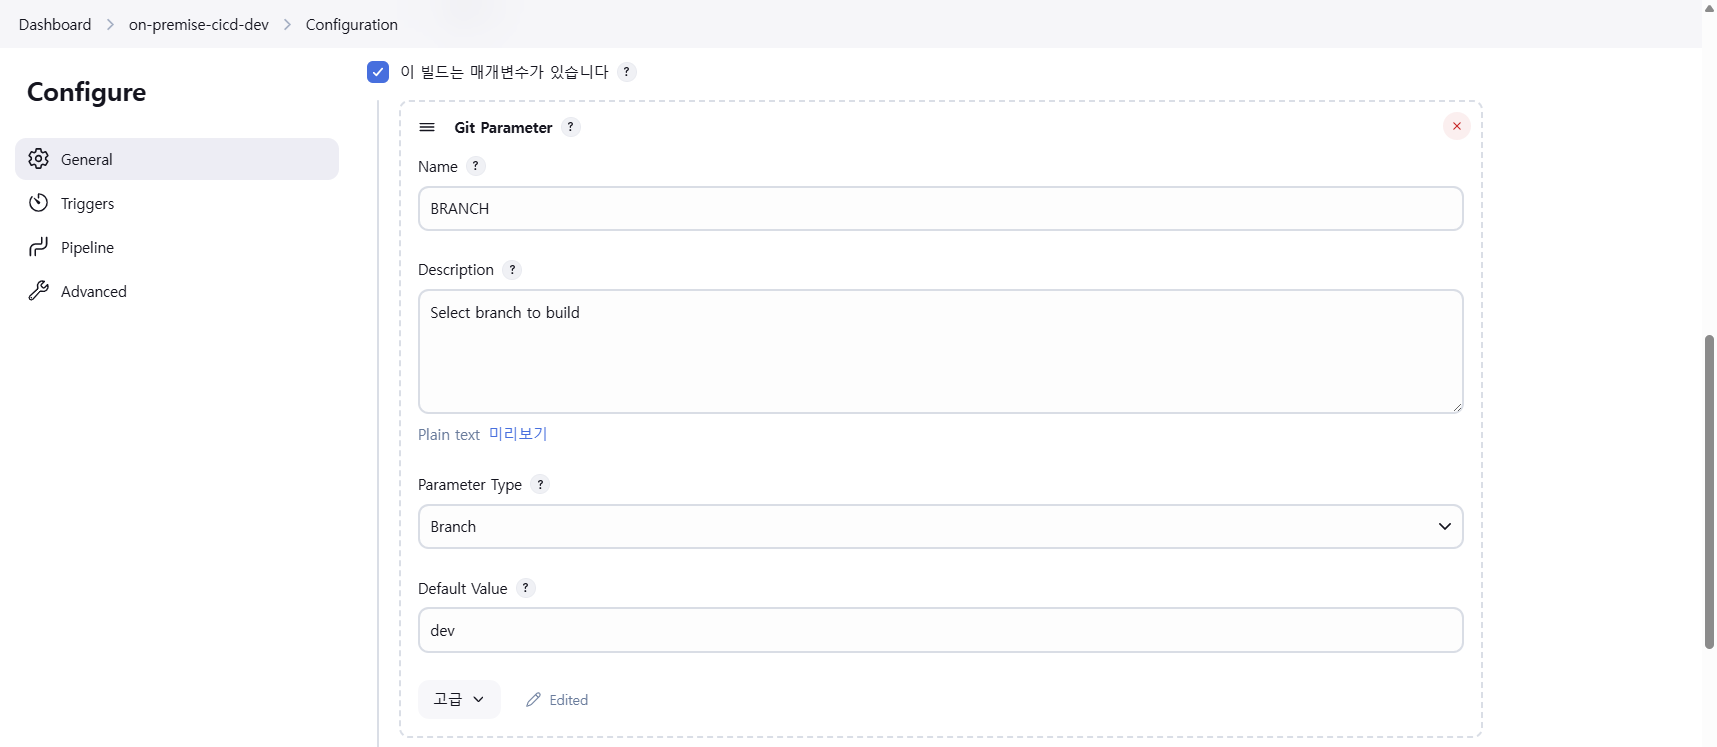 Dashboard > on-premise-cicd-dev > Configuration
Configure
General
Triggers
Pipeline
Advanced
이 빌드는 매개변수가 있습니다 ?
Git Parameter ?
Name ?
BRANCH
Description ?
Select branch to build
Plain text 미리보기
Parameter Type ?
Branch
Default Value ?
dev
고급
Edited